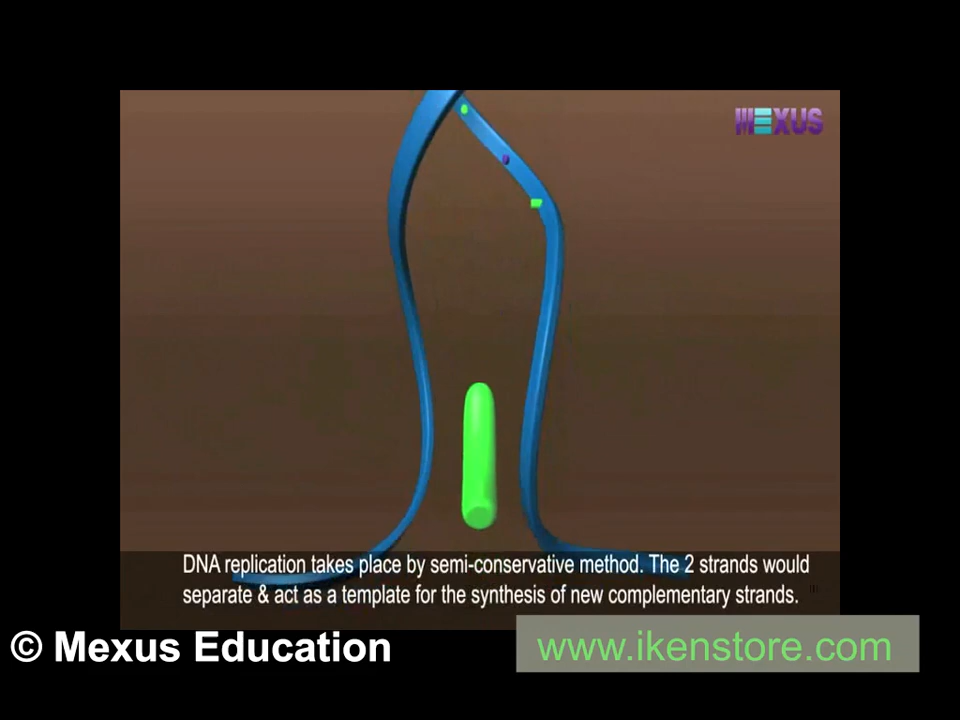 MEXUS
DNA replication takes place by semi-conservative method. The 2 strands would
separate & act as a template for the synthesis of new complementary strands.
© Mexus Education
www.ikenstore.com